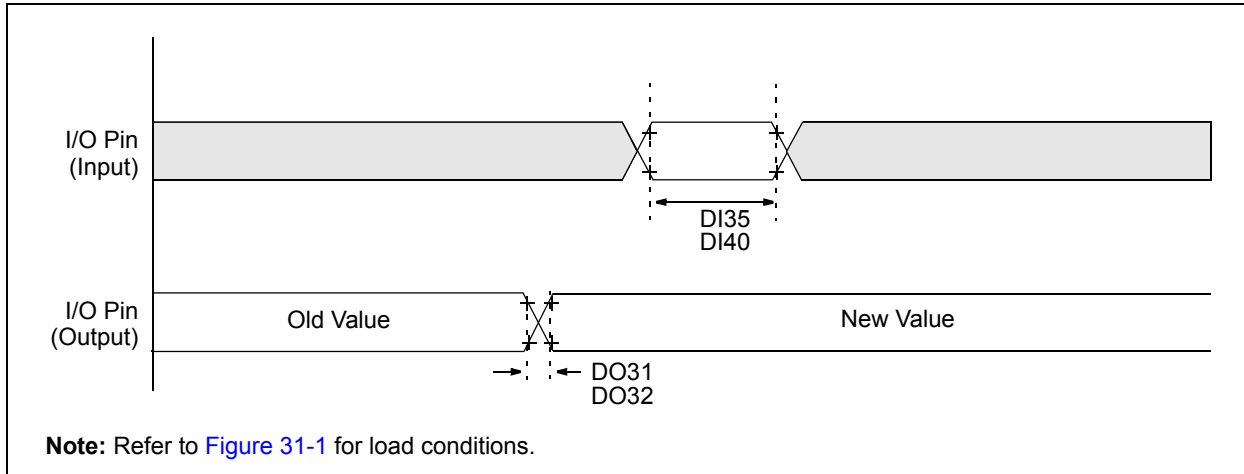 I/O Pin
(Input)
DI35
DI40
I/O Pin
(Output)
Old Value
New Value
DO31
DO32
Note: Refer to Figure 31-1 for load conditions.